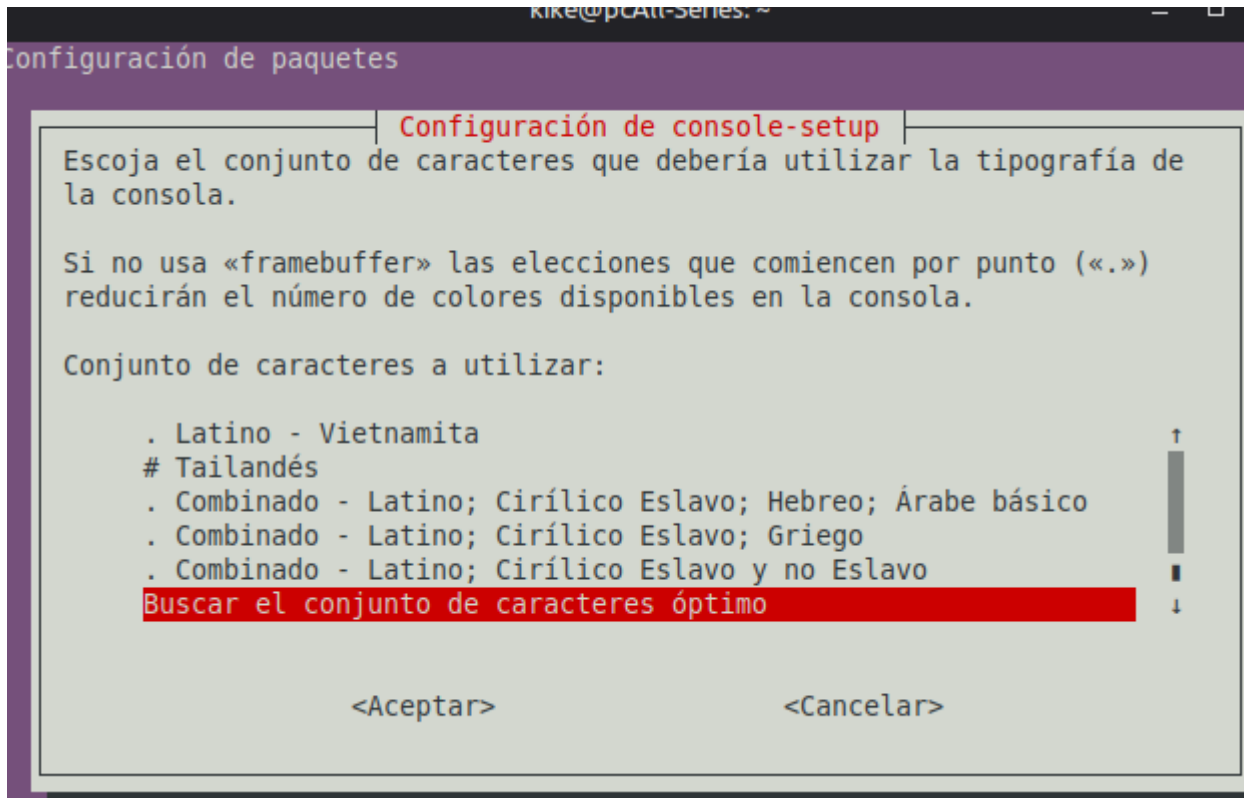 kike@pcAll-Series: ~
Configuración de paquetes
Configuración de console-setup
Escoja el conjunto de caracteres que debería utilizar la tipografía de
la consola.
Si no usa «framebuffer» las elecciones que comiencen por punto («.»)
reducirán el número de colores disponibles en la consola.
Conjunto de caracteres a utilizar:
. Latino - Vietnamita
# Tailandés
. Combinado - Latino; Cirílico Eslavo; Hebreo; Árabe básico
. Combinado - Latino; Cirílico Eslavo; Griego
. Combinado - Latino; Cirílico Eslavo y no Eslavo
Buscar el conjunto de caracteres óptimo
<Aceptar> <Cancelar>